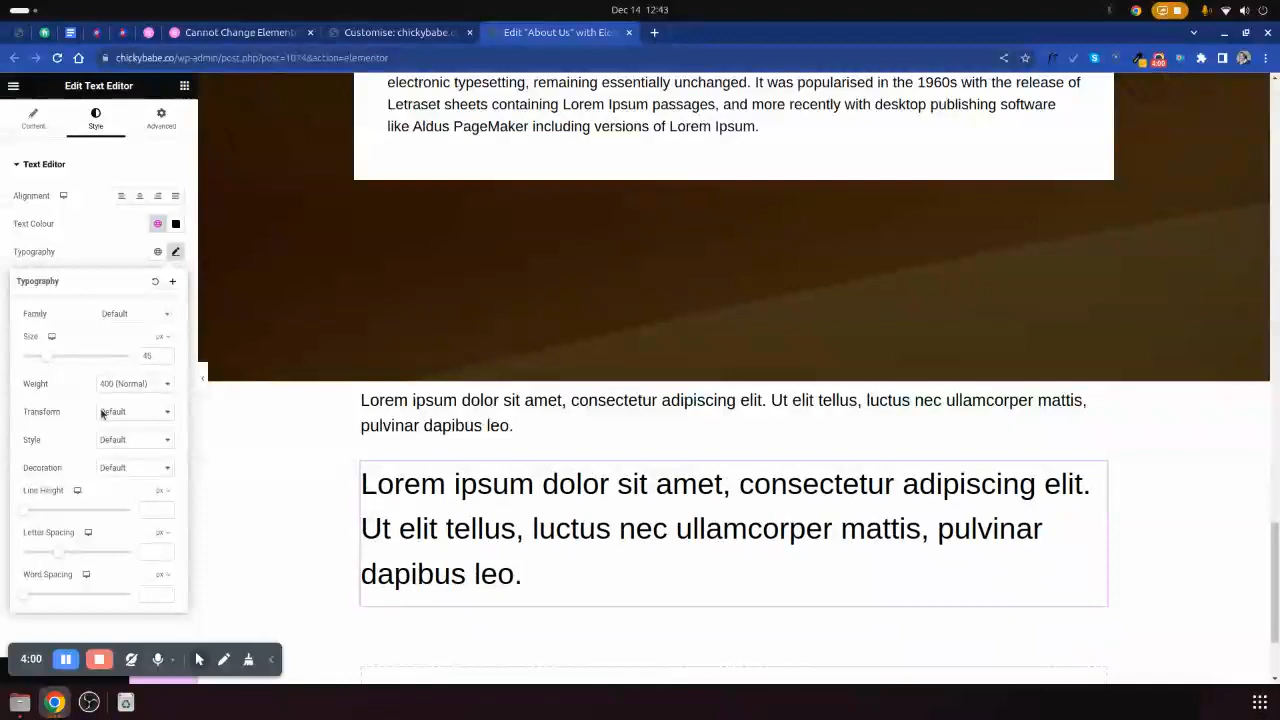 Dec 14 12:43
Cannot Change Element
Customise: chickybabe.co
Edit "About Us" with Elem
chickybabe.co/wp-admin/post.php?post=1074&action=elementor
4:00
Edit Text Editor
Content
Style
Advanced
Text Editor
Alignment
Text Colour
Typography
Typography
Family Default
Size px
45
Weight 400 (Normal)
Transform Default
Style Default
Decoration Default
Line Height px
Letter Spacing px
Word Spacing px
4:00
electronic typesetting, remaining essentially unchanged. It was popularised in the 1960s with the release of
Letraset sheets containing Lorem Ipsum passages, and more recently with desktop publishing software
like Aldus PageMaker including versions of Lorem Ipsum.
Lorem ipsum dolor sit amet, consectetur adipiscing elit. Ut elit tellus, luctus nec ullamcorper mattis,
pulvinar dapibus leo.
Lorem ipsum dolor sit amet, consectetur adipiscing elit.
Ut elit tellus, luctus nec ullamcorper mattis, pulvinar
dapibus leo.